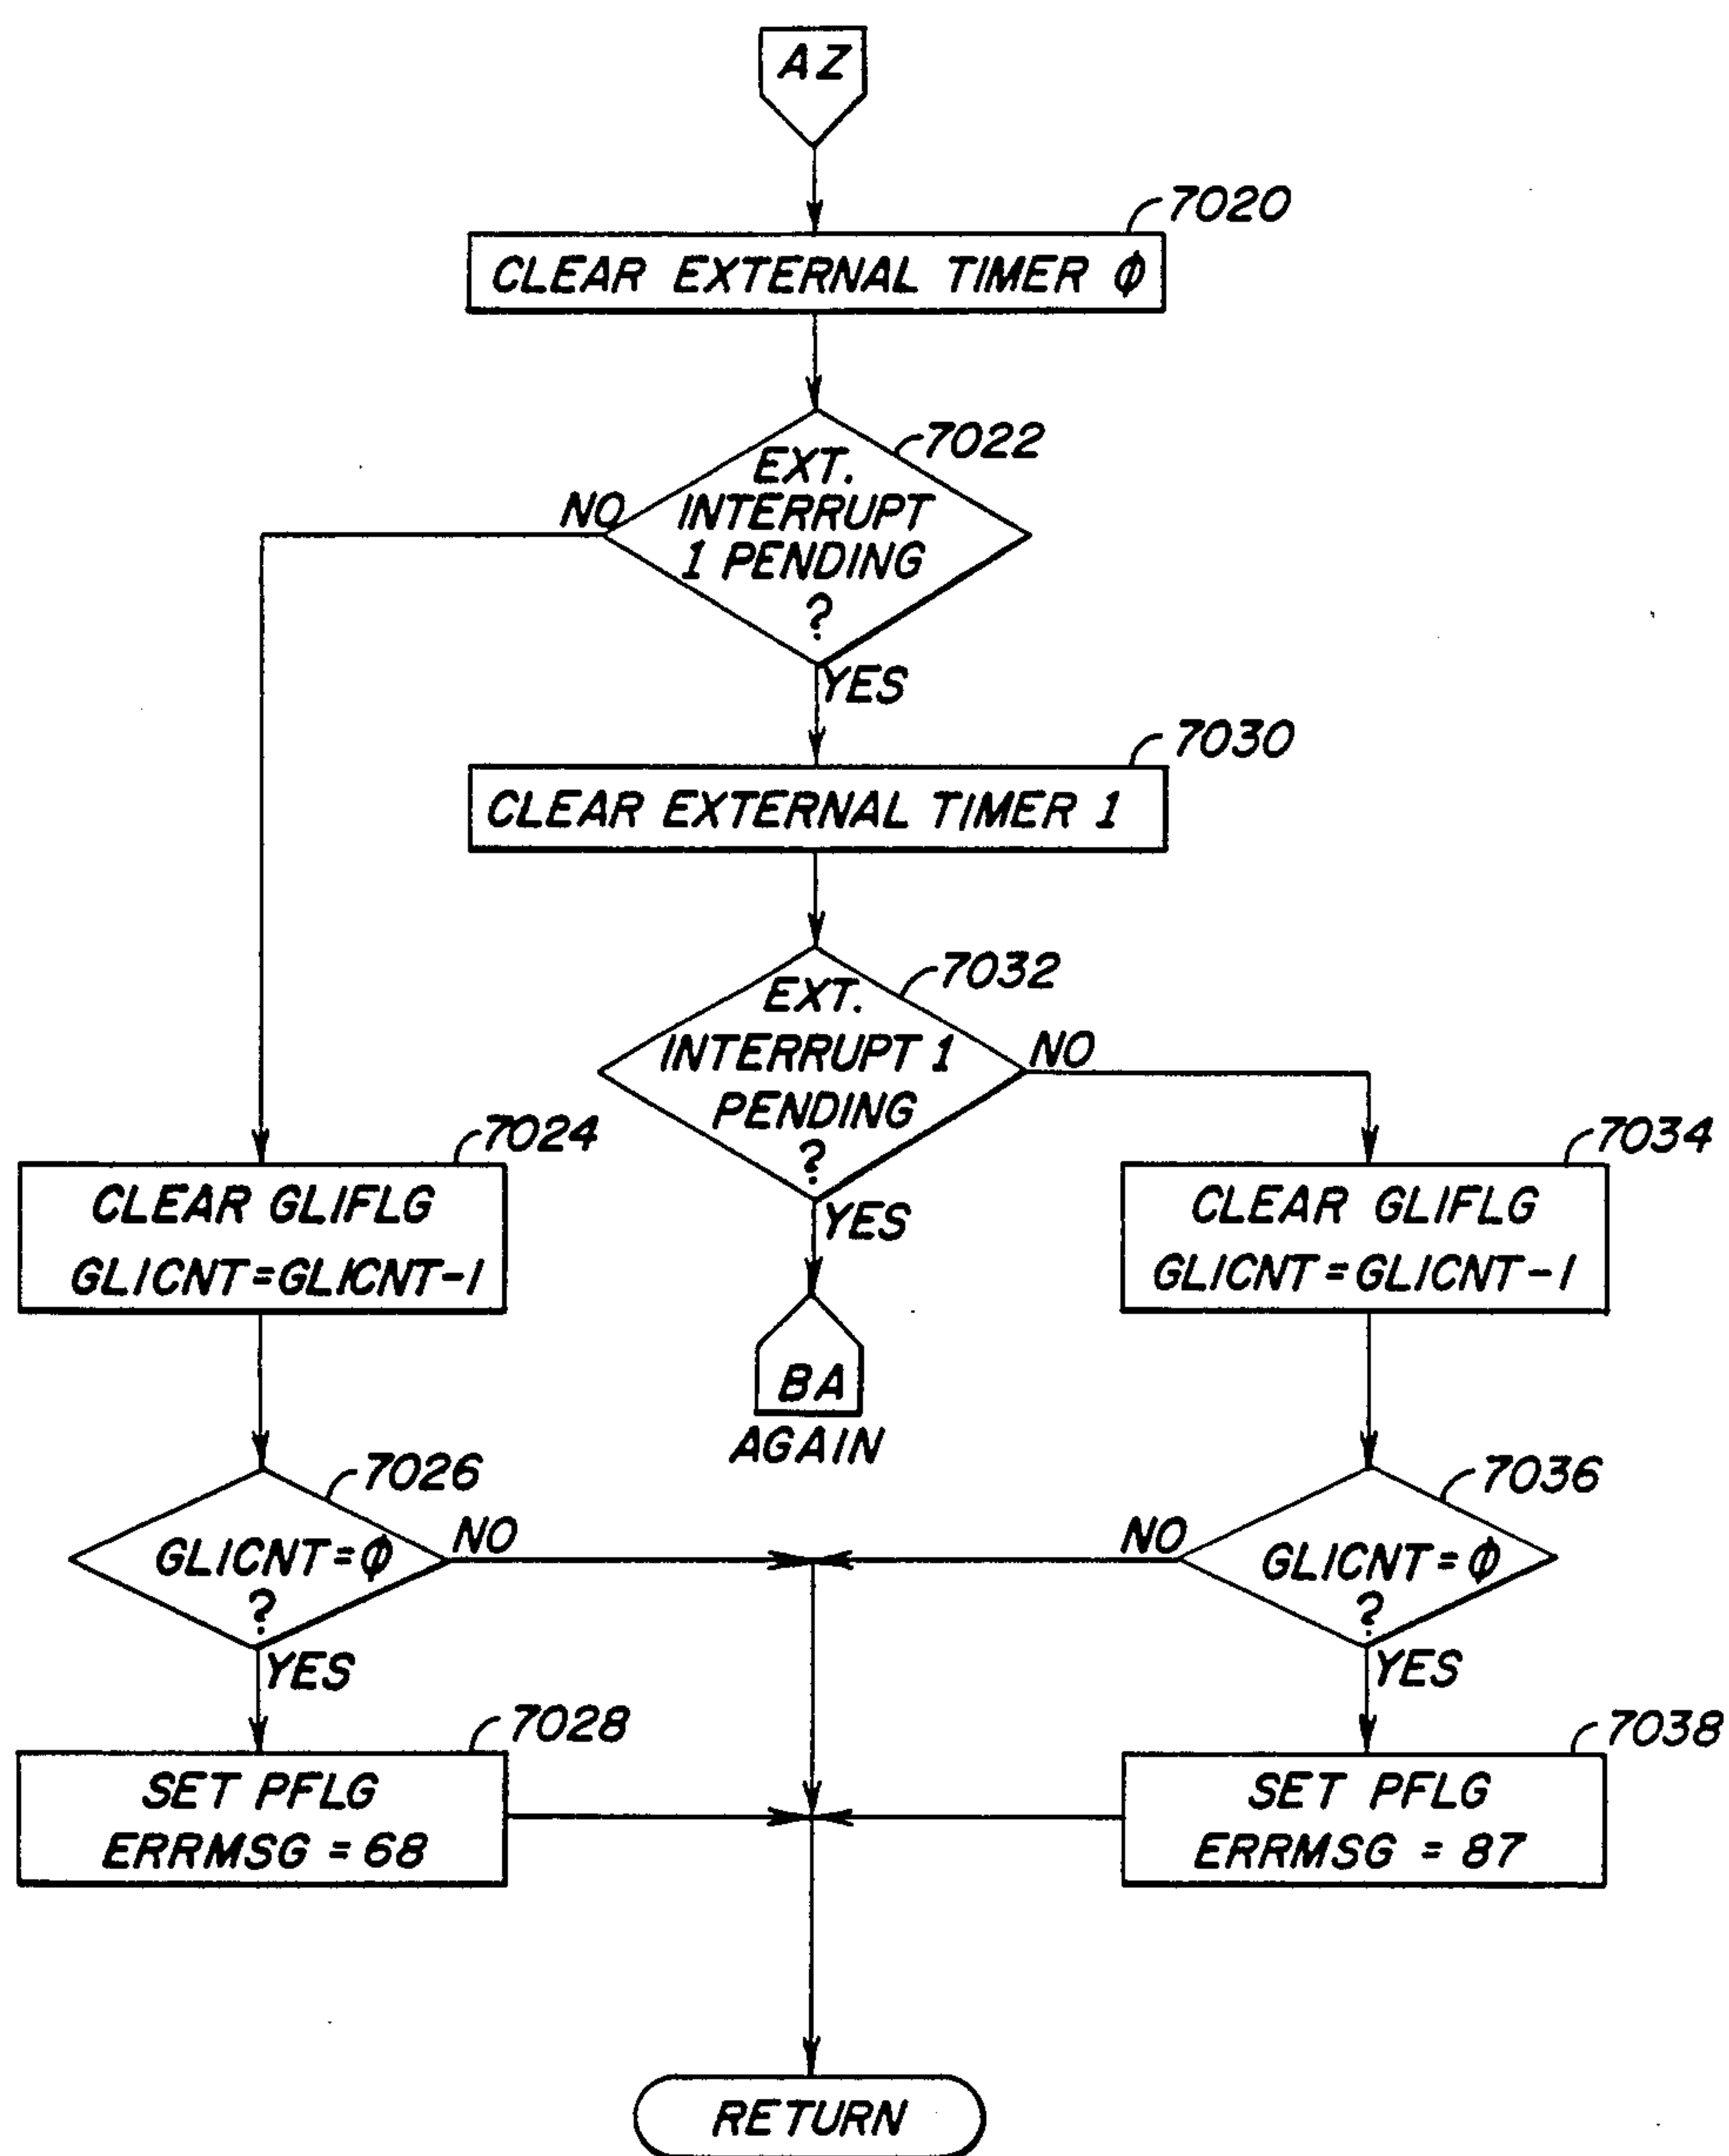 AZ
7020
CLEAR EXTERNAL TIMER φ
7022
EXT.
INTERRUPT
1 PENDING
?
NO
YES
7030
CLEAR EXTERNAL TIMER 1
7032
EXT.
INTERRUPT 1
PENDING
?
NO
YES
7024
CLEAR GLIFLG
GLICNT=GLICNT-1
7034
CLEAR GLIFLG
GLICNT=GLICNT-1
BA
AGAIN
7026
GLICNT=φ
?
NO
YES
7036
GLICNT=φ
?
NO
YES
7028
SET PFLG
ERRMSG = 68
7038
SET PFLG
ERRMSG = 87
RETURN